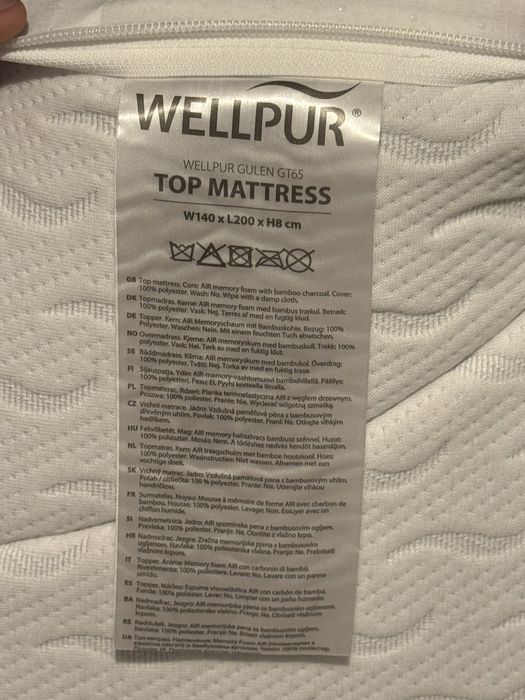 WELLPUR®
WELLPUR GULEN GT65
TOP MATTRESS
W140 x L200 x H8 cm
GB Top mattress. Core: AIR memory foam with bamboo charcoal. Cover:
100% polyester. Wash: No. Wipe with a damp cloth.
DK Topmadras. Kerne: AIR memory foam med bambus trækul. Betræk:
100% polyester. Vask: Nej. Tørres af med en fugtig klud.
DE Topper. Kern: AIR Memoryschaum mit Bambuskohle. Bezug: 100%
Polyester. Waschen: Nein. Mit einem feuchten Tuch abwischen.
NO Overmadrass. Kjerne: AIR memoryskum med bambuskull. Trekk: 100%
polyester. Vask: Nei. Tørk av med en fuktig klut.
SE Bäddmadrass. Kärna: AIR memoryskum med bambukol. Överdrag:
100% polyester. Tvätt: Nej. Torka av med en fuktig trasa.
FI Sijauspatja. Ydin: AIR-memory-vaahtomuovi bambuhiilellä. Päällys:
100% polyesteri. Pesu: Ei. Pyyhi kostealla liinalla.
PL Topmaterac. Rdzeń: Pianka termoelastyczna AIR z węglem drzewnym.
Poszwa: 100% poliester. Pranie: Nie. Wycierać wilgotną szmatką.
CZ Vrchní matrace. Jádro: Vzdušná paměťová pěna s bambusovým
dřevěným uhlím. Povlak: 100% polyester. Praní: Ne. Otírejte vlhkým
hadříkem.
HU Fekvőbetét. Mag: AIR memory habszivacs bambusz szénnel. Huzat:
100% poliészter. Mosás: Nem. A törléshez nedves kendőt használjon.
NL Topmatras. Kern: AIR traagschuim met bamboe houtskool. Hoes:
100% polyester. Wasinstructies: Niet wassen. Afnemen met een
vochtige doek.
SK Vrchný matrac. Jadro: Vzdušná pamäťová pena s bambusovým uhlím.
Poťah / obliečka: 100 % polyester. Pranie: Nie. Utierajte vlhkou
handričkou.
FR Surmatelas. Noyau: Mousse à mémoire de forme AIR avec charbon de
bambou. Housse: 100% polyester. Lavage: Non. Essuyer avec un
chiffon humide.
SI Nadvzmetnica. Jedro: AIR spominska pena z bambusovim ogljem.
Prevleka: 100% poliester. Pranje: Ne. Obrišite z vlažno krpo.
HR Nadmadrac. Jezgra: Zračna memorijska pjena s bambusovim
ugljenom. Navlaka: 100% poliesterska vlakna. Pranje: Ne. Prebrisati
vlažnom krpom.
IT Topper. Anima: Memory foam AIR con carbonio di bambù.
Rivestimento: 100% poliestere. Lavare: No. Lavare con un panno
umido.
ES Topper. Núcleo: Espuma viscoelástica AIR con carbón de bambú.
Funda: 100% poliéster. Lavar: No. Limpiar con un paño húmedo.
BA Nadmadrac. Jezgro: AIR memorijska pjena sa bambusnim ugljenom.
Navlaka: 100% poliestersko vlakno. Pranje: Ne. Obrisati vlažnom
krpom.
RS Naddušek. Jezgro: AIR memorijska pena sa bambusovim ugljem.
Navlaka: 100% poliester. Pranje: Ne. Brisati vlažnom krpom.
UA Топ-матрац. Наповнення: Memory Foam AIR